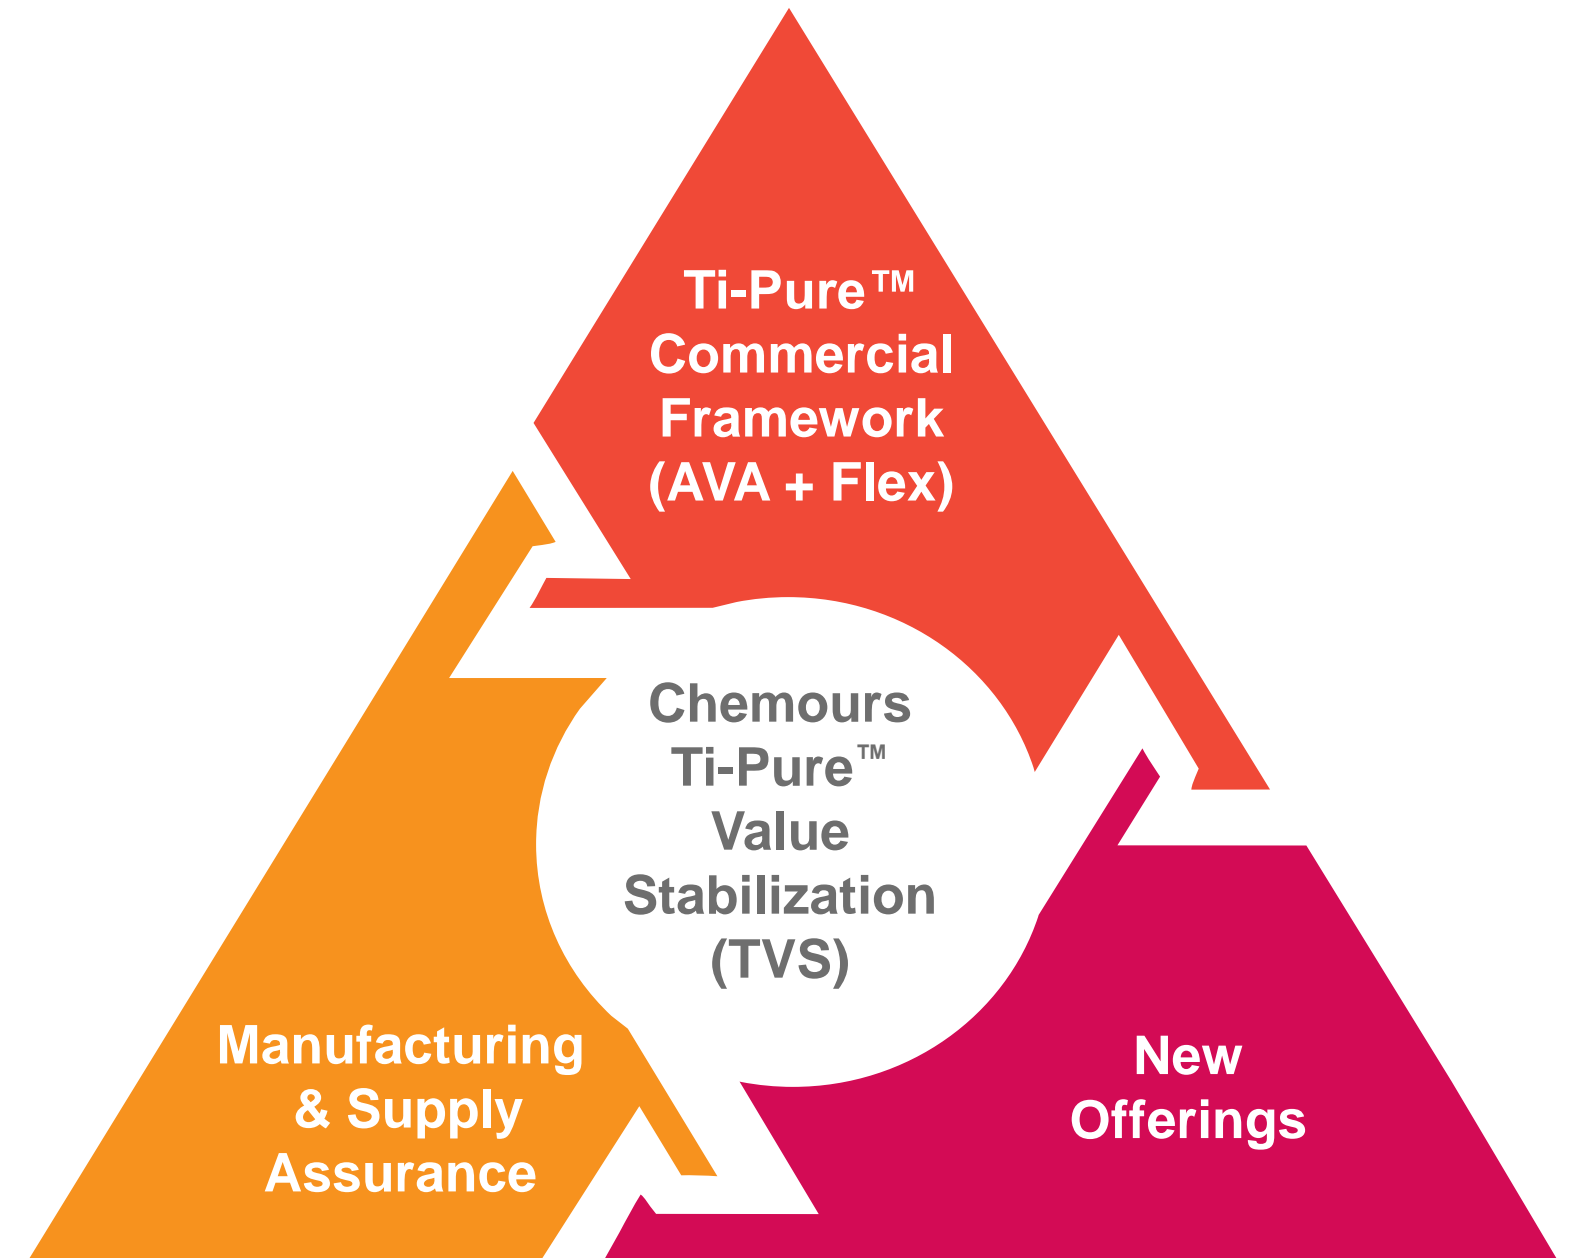 Ti-Pure™
Commercial
Framework
(AVA + Flex)
Chemours
Ti-Pure™
Value
Stabilization
(TVS)
Manufacturing
& Supply
Assurance
New
Offerings